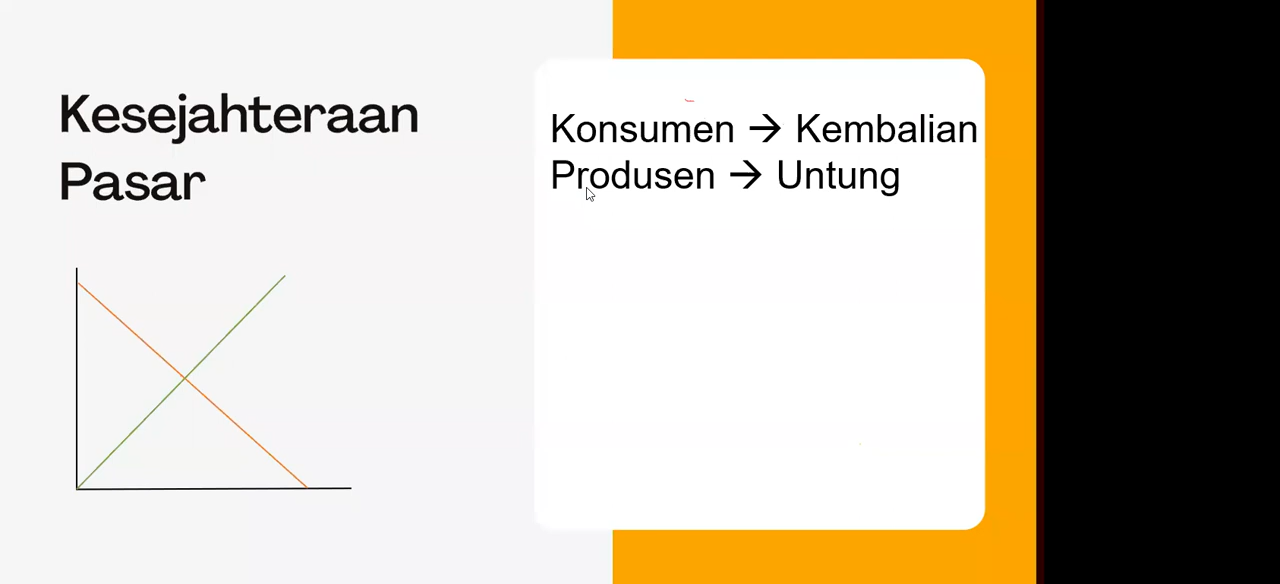 Kesejahteraan
Pasar
Konsumen → Kembalian
Produsen → Untung